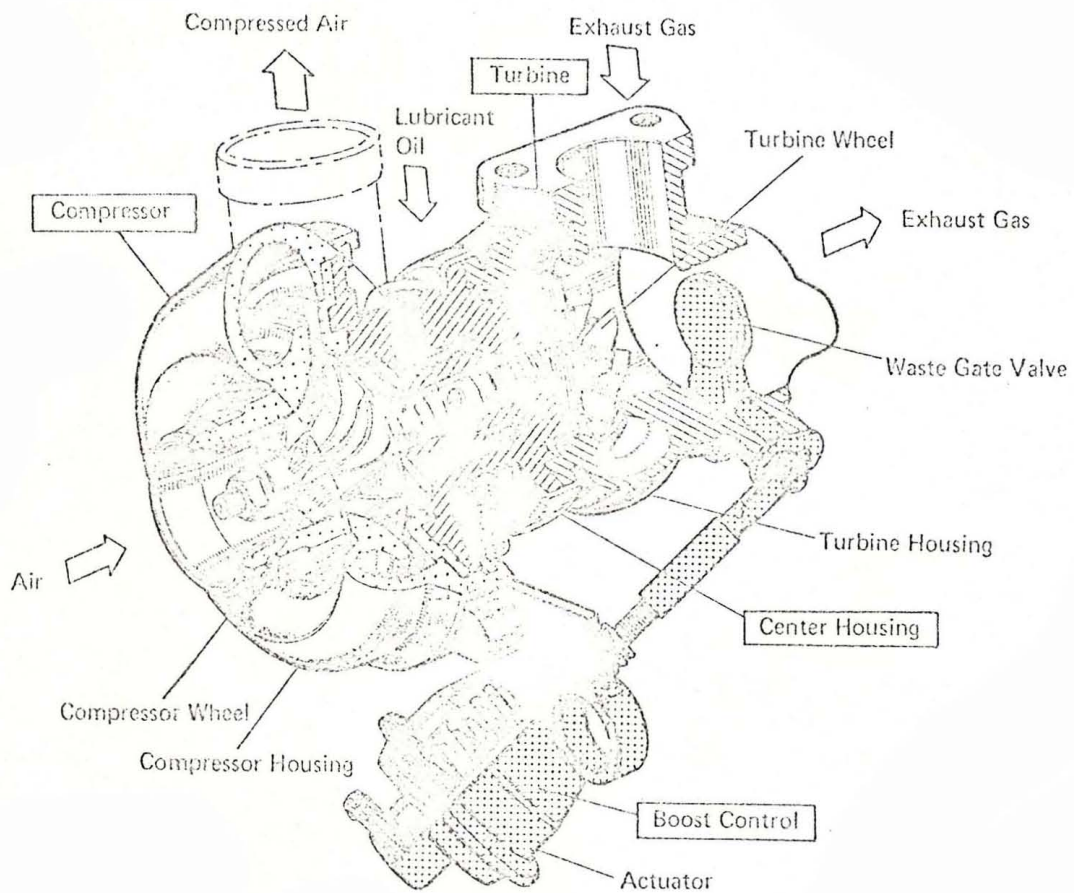 Compressed Air
Exhaust Gas
Turbine
Lubricant
Oil
Turbine Wheel
Compressor
Exhaust Gas
Waste Gate Valve
Turbine Housing
Air
Center Housing
Compressor Wheel
Compressor Housing
Boost Control
Actuator